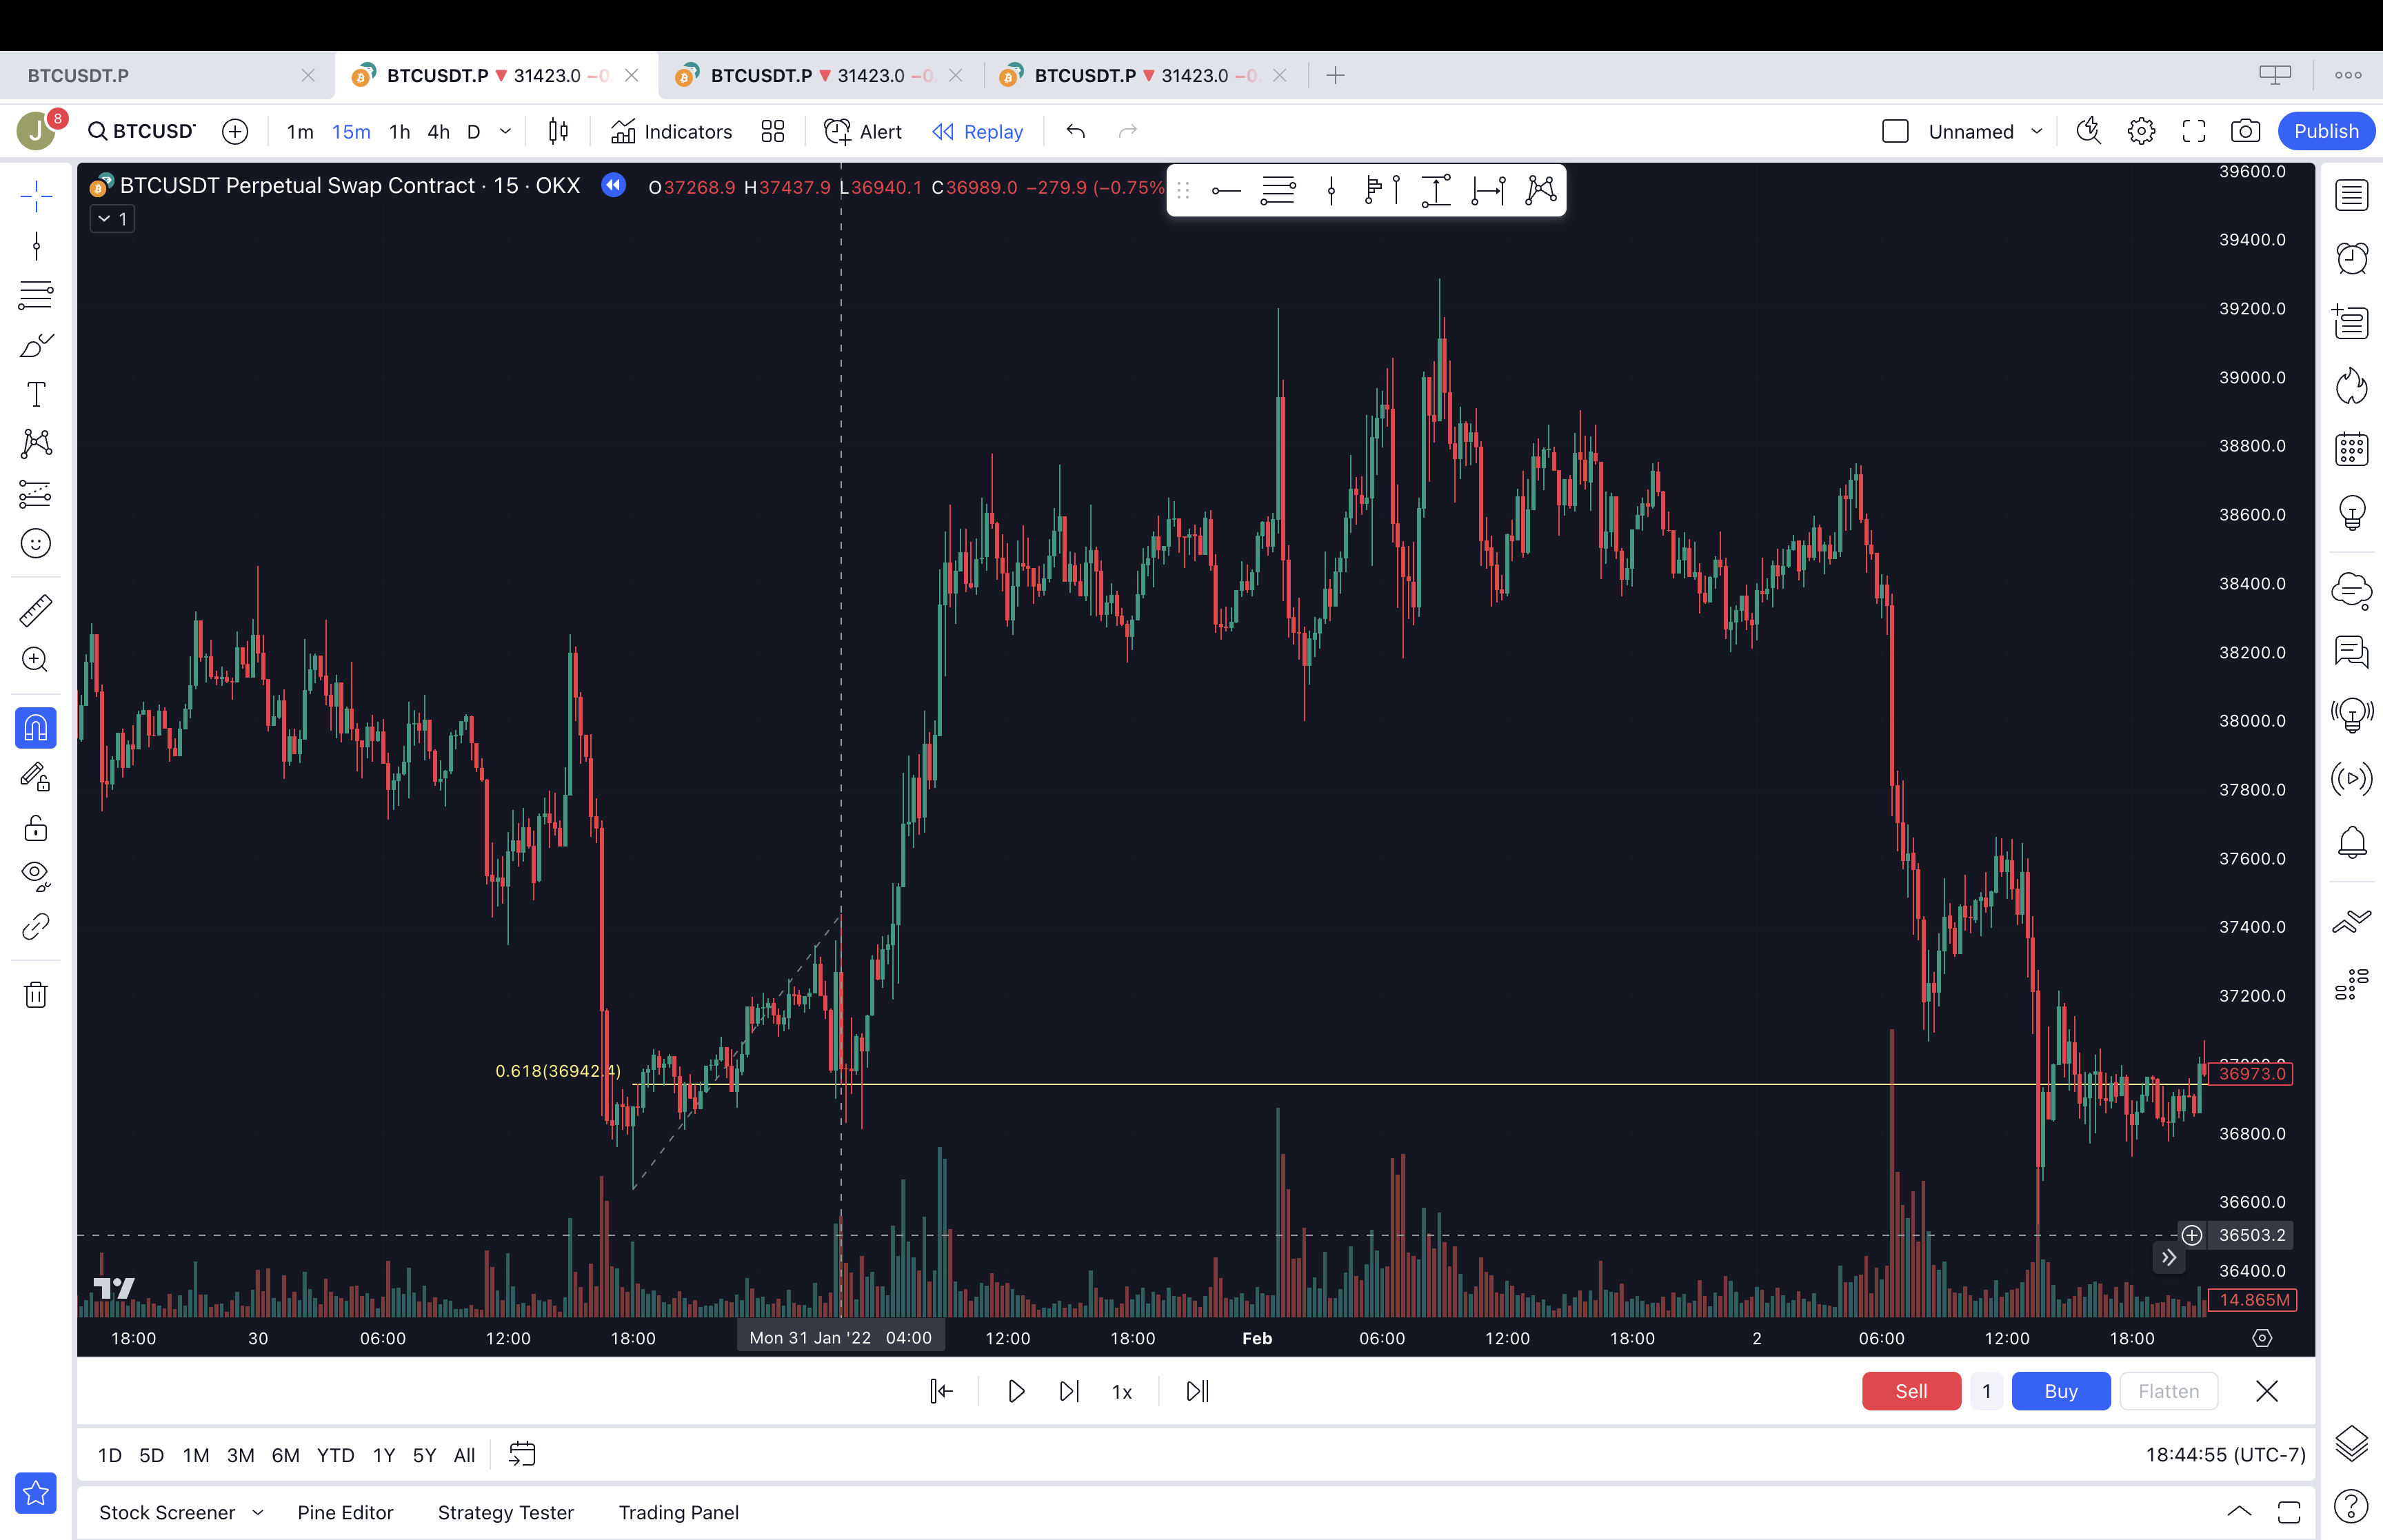 BTCUSDT.P
BTCUSDT.P 31423.0 −0.
BTCUSDT.P 31423.0 −0.
BTCUSDT.P 31423.0 −0.
J 8 BTCUSDT 1m 15m 1h 4h D Indicators Alert Replay Unnamed Publish
BTCUSDT Perpetual Swap Contract · 15 · OKX O37268.9 H37437.9 L36940.1 C36989.0 −279.9 (−0.75%
1
39600.0
39400.0
39200.0
39000.0
38800.0
38600.0
38400.0
38200.0
38000.0
37800.0
37600.0
37400.0
37200.0
0.618(36942.4)
36973.0
36800.0
36600.0
36503.2
36400.0
14.865M
18:00 30 06:00 12:00 18:00 Mon 31 Jan '22 04:00 12:00 18:00 Feb 06:00 12:00 18:00 2 06:00 12:00 18:00
1x Sell 1 Buy Flatten
1D 5D 1M 3M 6M YTD 1Y 5Y All 18:44:55 (UTC-7)
Stock Screener Pine Editor Strategy Tester Trading Panel